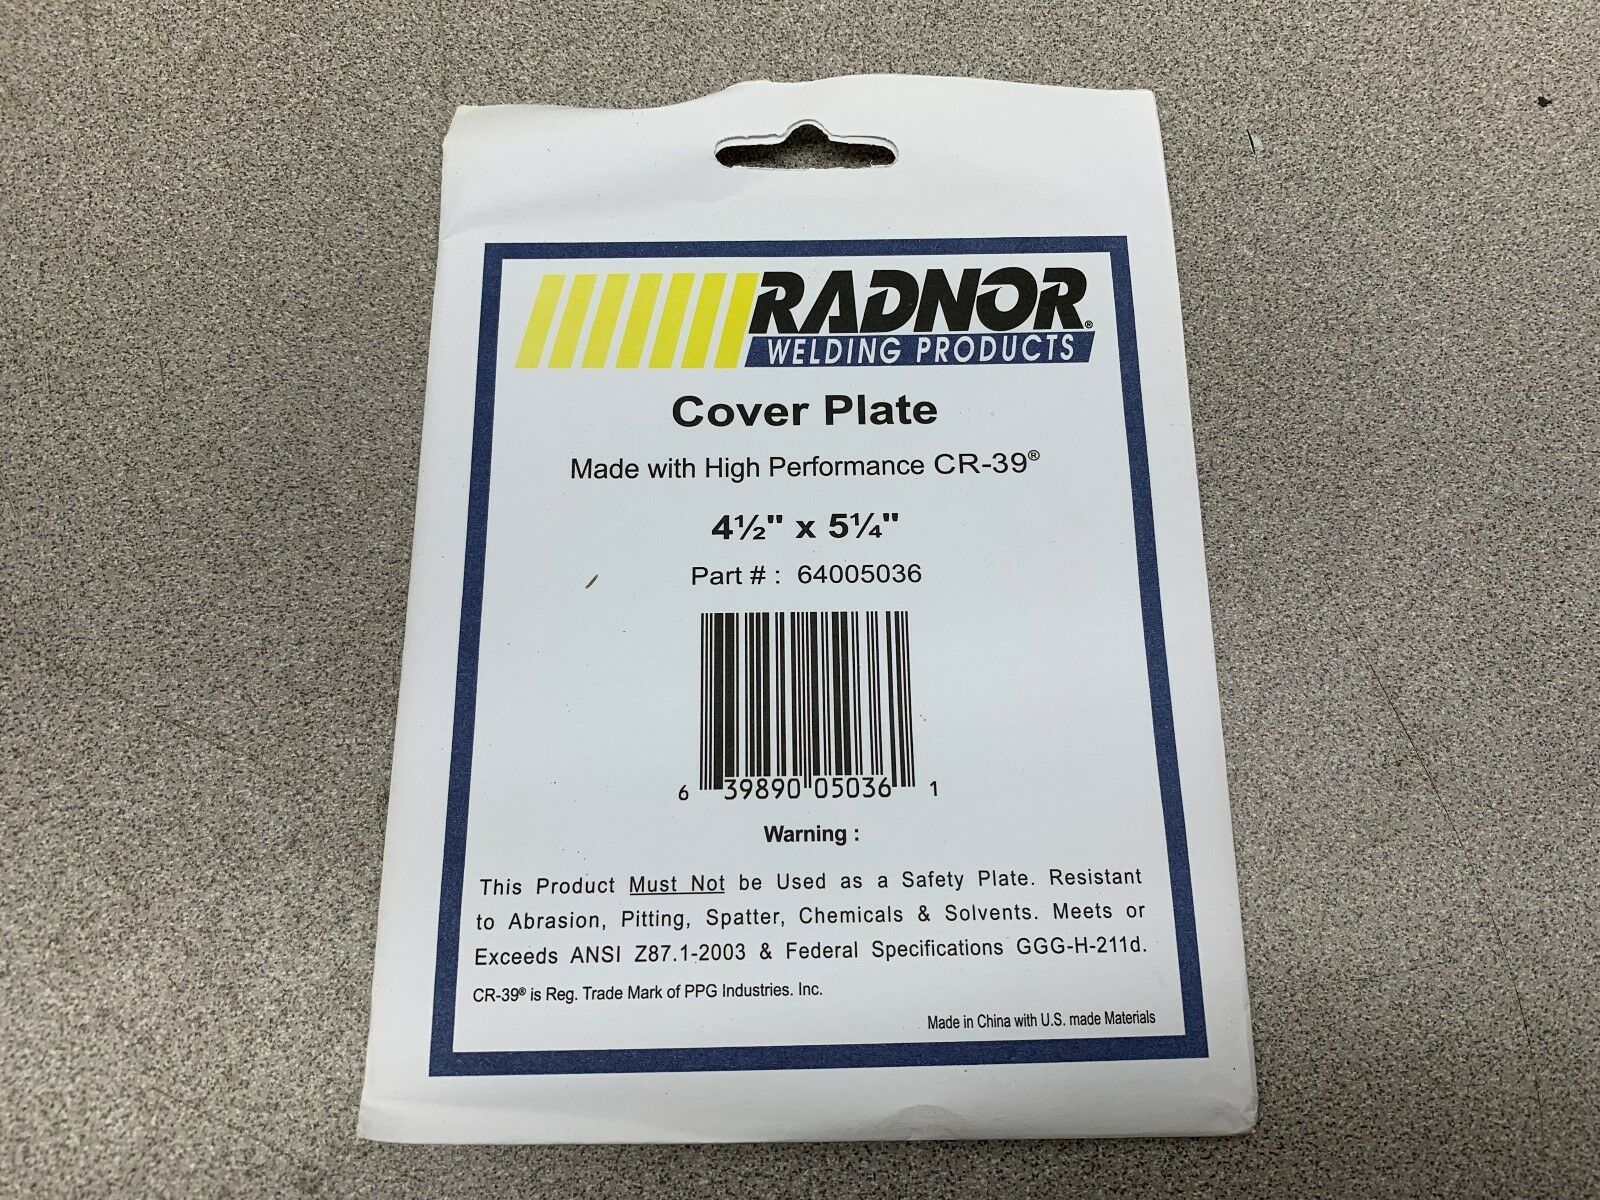 RADNOR®
WELDING PRODUCTS
Cover Plate
Made with High Performance CR-39®
4½" x 5¼"
Part # : 64005036
6 39890 05036 1
Warning :
This Product Must Not be Used as a Safety Plate. Resistant
to Abrasion, Pitting, Spatter, Chemicals & Solvents. Meets or
Exceeds ANSI Z87.1-2003 & Federal Specifications GGG-H-211d.
CR-39® is Reg. Trade Mark of PPG Industries. Inc.
Made in China with U.S. made Materials